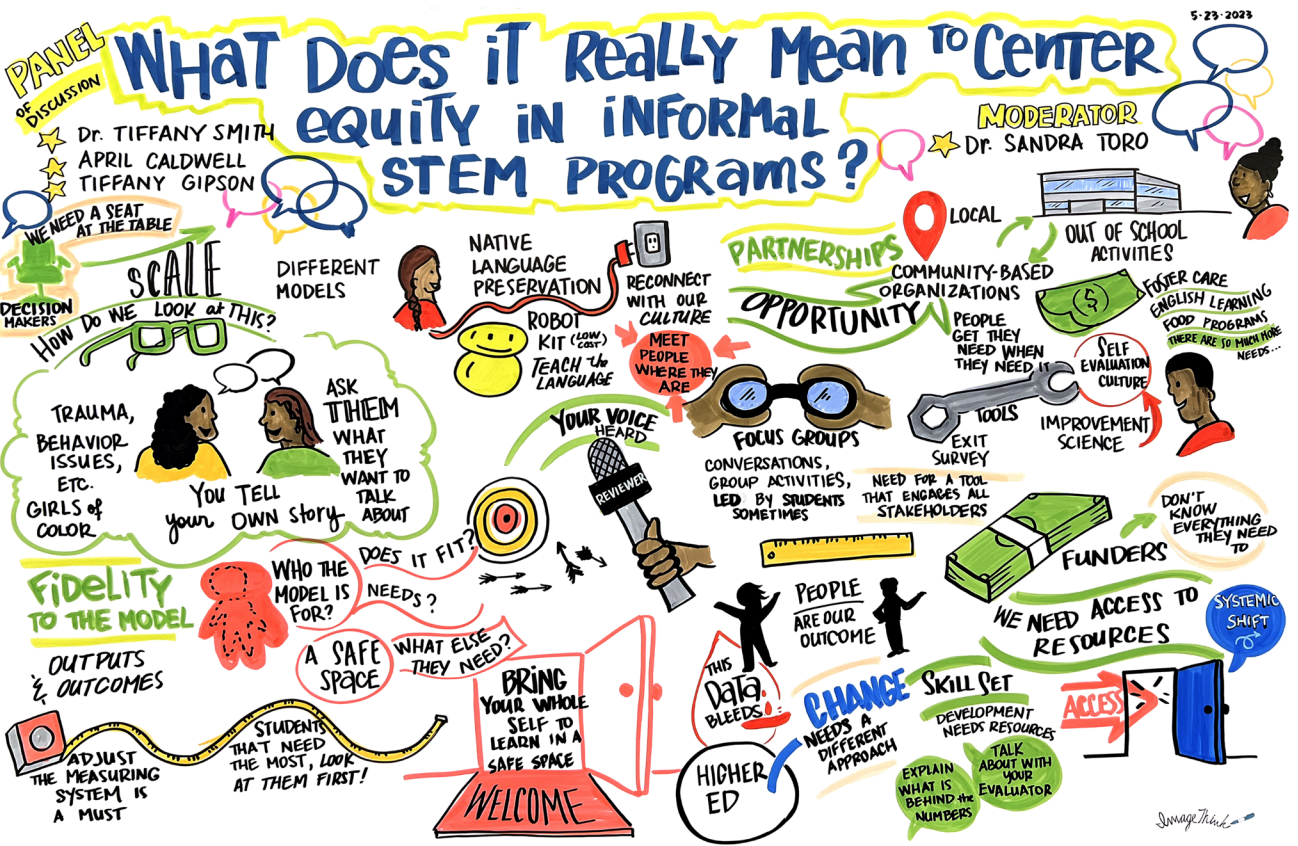 5·23·2023
PANEL
OF DISCUSSION
WHAT DOES IT REALLY MEAN TO CENTER
EQUITY IN INFORMAL
STEM PROGRAMS?
Dr. TIFFANY SMITH
APRIL CALDWELL
TIFFANY GIPSON
MODERATOR
Dr. SANDRA TORO
WE NEED A SEAT
AT THE TABLE
DECISION
MAKERS
SCALE
HOW DO WE LOOK at THIS?
DIFFERENT
MODELS
NATIVE
LANGUAGE
PRESERVATION
RECONNECT
WITH OUR
CULTURE
ROBOT
KIT (LOW COST)
TEACH the
LANGUAGE
MEET
PEOPLE
WHERE THEY
ARE
PARTNERSHIPS
LOCAL
COMMUNITY-BASED
ORGANIZATIONS
OUT OF SCHOOL
ACTIVITIES
OPPORTUNITY
PEOPLE
GET THEY
NEED WHEN
THEY NEED IT
FOSTER CARE
ENGLISH LEARNING
FOOD PROGRAMS
THERE ARE SO MUCH MORE
NEEDS...
TRAUMA,
BEHAVIOR
ISSUES,
ETC.
GIRLS of
COLOR
ASK
THEM
WHAT
THEY
WANT TO
TALK
ABOUT
YOU TELL
your OWN story
YOUR VOICE
HEARD
REVIEWER
FOCUS GROUPS
CONVERSATIONS,
GROUP ACTIVITIES,
LED BY STUDENTS
SOMETIMES
TOOLS
EXIT
SURVEY
SELF
EVALUATION
CULTURE
IMPROVEMENT
SCIENCE
NEED FOR A TOOL
THAT ENGAGES ALL
STAKEHOLDERS
FUNDERS
DON'T
KNOW
EVERYTHING
THEY NEED
TO
FIDELITY
TO THE MODEL
OUTPUTS
& OUTCOMES
WHO THE
MODEL IS
FOR?
DOES IT FIT?
NEEDS?
A SAFE
SPACE
WHAT ELSE
THEY NEED?
ADJUST
THE MEASURING
SYSTEM IS
A MUST
STUDENTS
THAT NEED
THE MOST, LOOK
AT THEM FIRST!
BRING
YOUR WHOLE
SELF TO
LEARN IN A
SAFE SPACE
WELCOME
PEOPLE
ARE OUR
OUTCOME
THIS
DATA
BLEEDS
HIGHER
ED
CHANGE
NEEDS A
DIFFERENT
APPROACH
WE NEED ACCESS TO
RESOURCES
SYSTEMIC
SHIFT
SKILL SET
DEVELOPMENT
NEEDS RESOURCES
ACCESS
EXPLAIN
WHAT IS
BEHIND the
NUMBERS
TALK
ABOUT WITH
YOUR
EVALUATOR
ImageThink